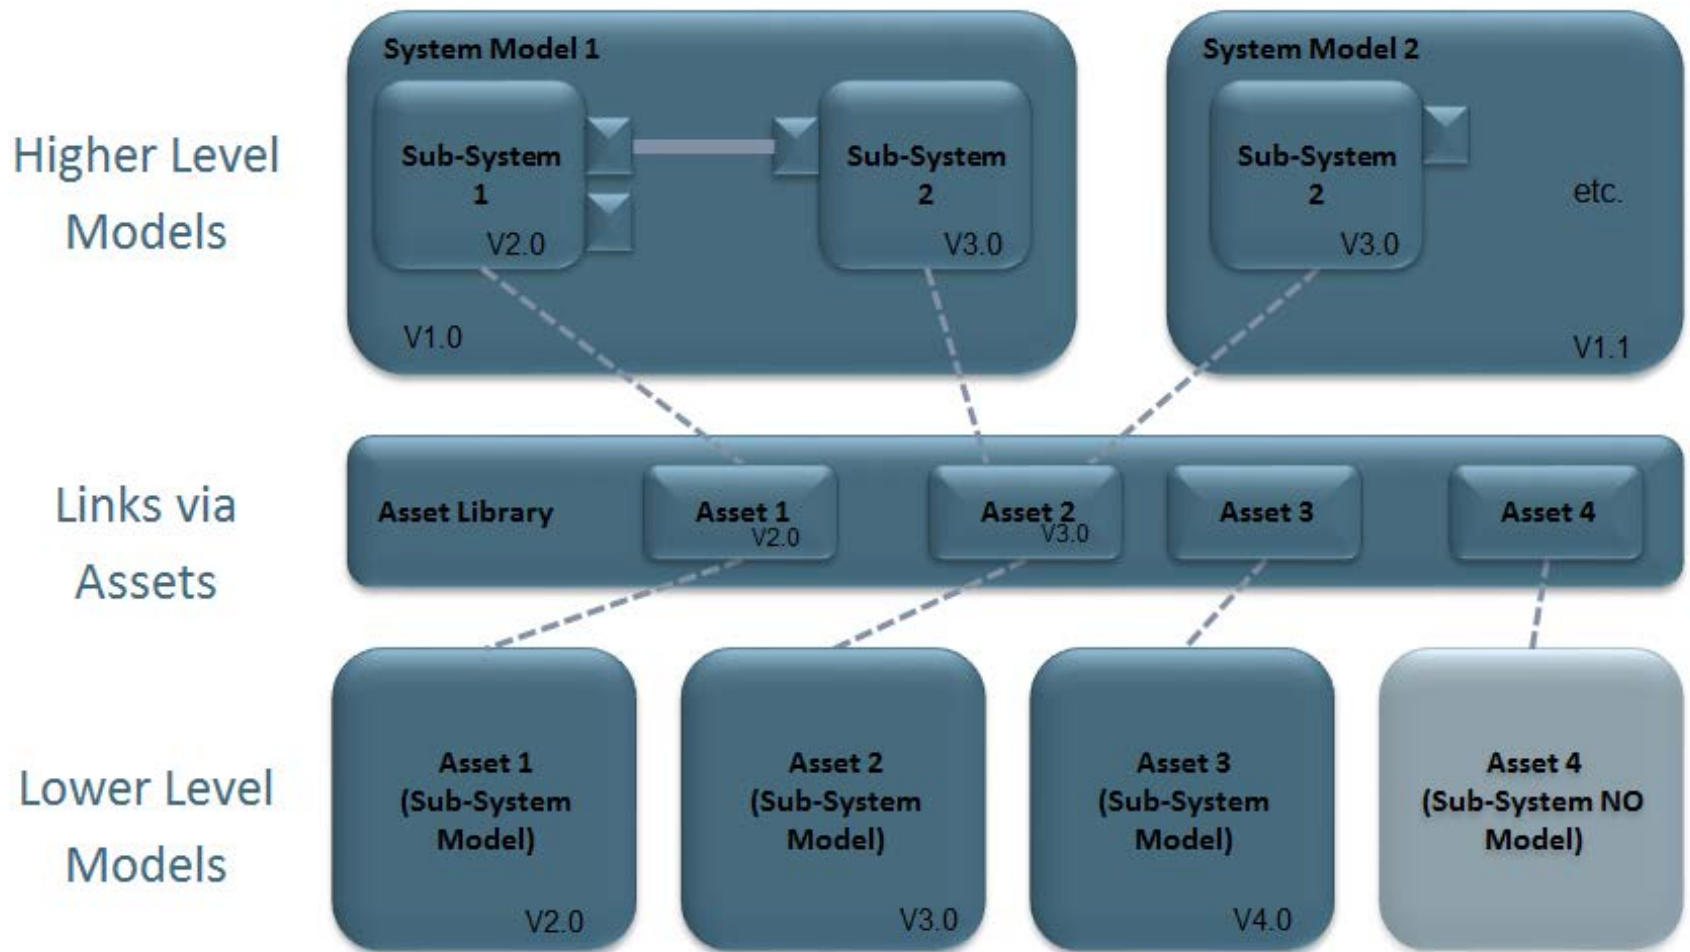 Higher Level
Models
System Model 1
Sub-System
1
V2.0
Sub-System
2
V3.0
V1.0
System Model 2
Sub-System
2
V3.0
etc.
V1.1
Links via
Assets
Asset Library
Asset 1
V2.0
Asset 2
V3.0
Asset 3
Asset 4
Lower Level
Models
Asset 1
(Sub-System
Model)
V2.0
Asset 2
(Sub-System
Model)
V3.0
Asset 3
(Sub-System
Model)
V4.0
Asset 4
(Sub-System NO
Model)